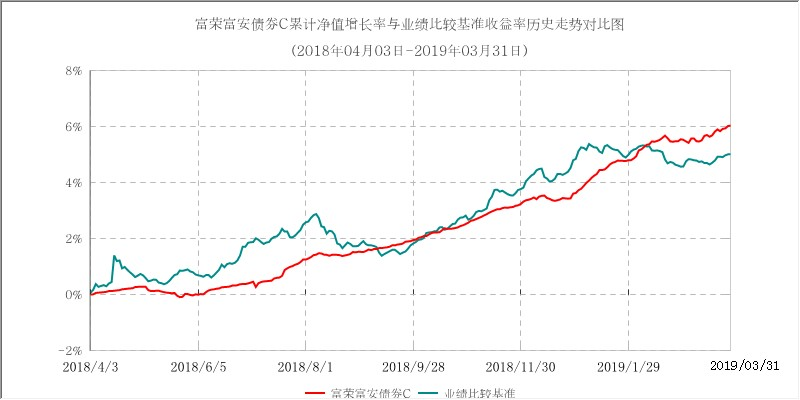 富荣富安债券C累计净值增长率与业绩比较基准收益率历史走势对比图
(2018年04月03日-2019年03月31日)
8%
6%
4%
2%
0%
-2%
2018/4/3 2018/6/5 2018/8/1 2018/9/28 2018/11/30 2019/1/29 2019/03/31
富荣富安债券C 业绩比较基准